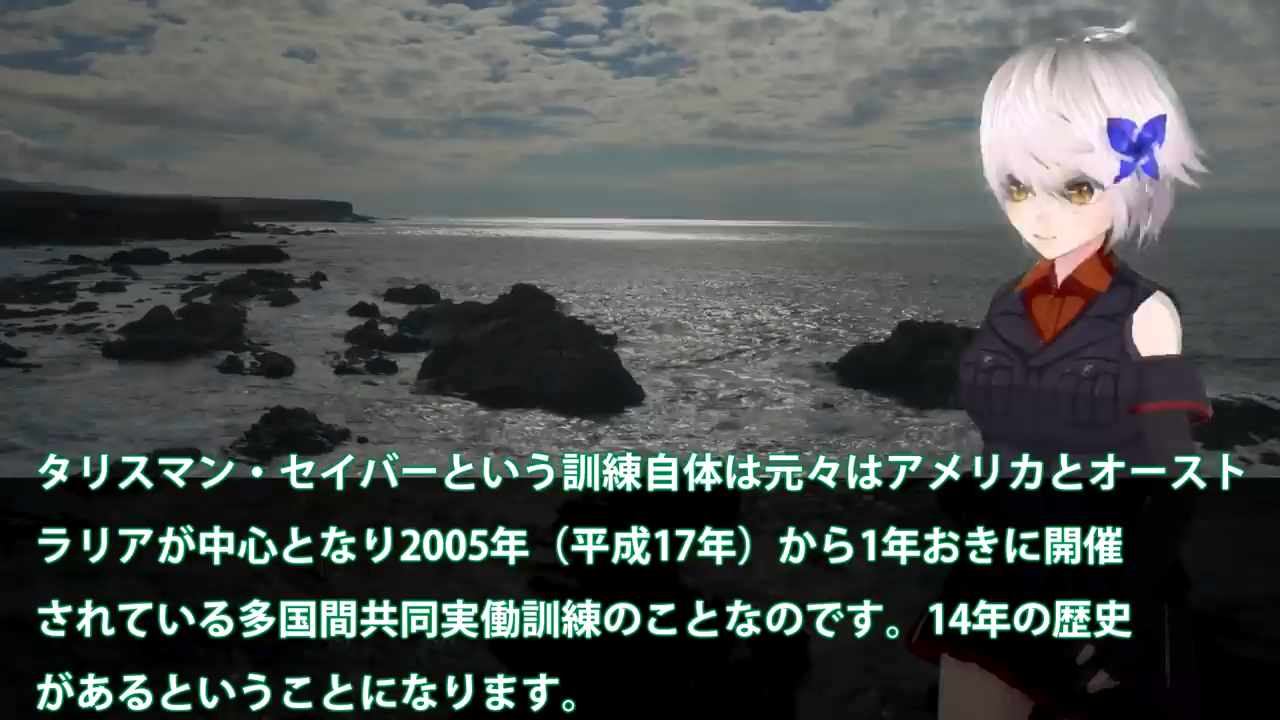 タリスマン・セイバーという訓練自体は元々はアメリカとオースト
ラリアが中心となり2005年（平成17年）から1年おきに開催
されている多国間共同実働訓練のことなのです。14年の歴史
があるということになります。